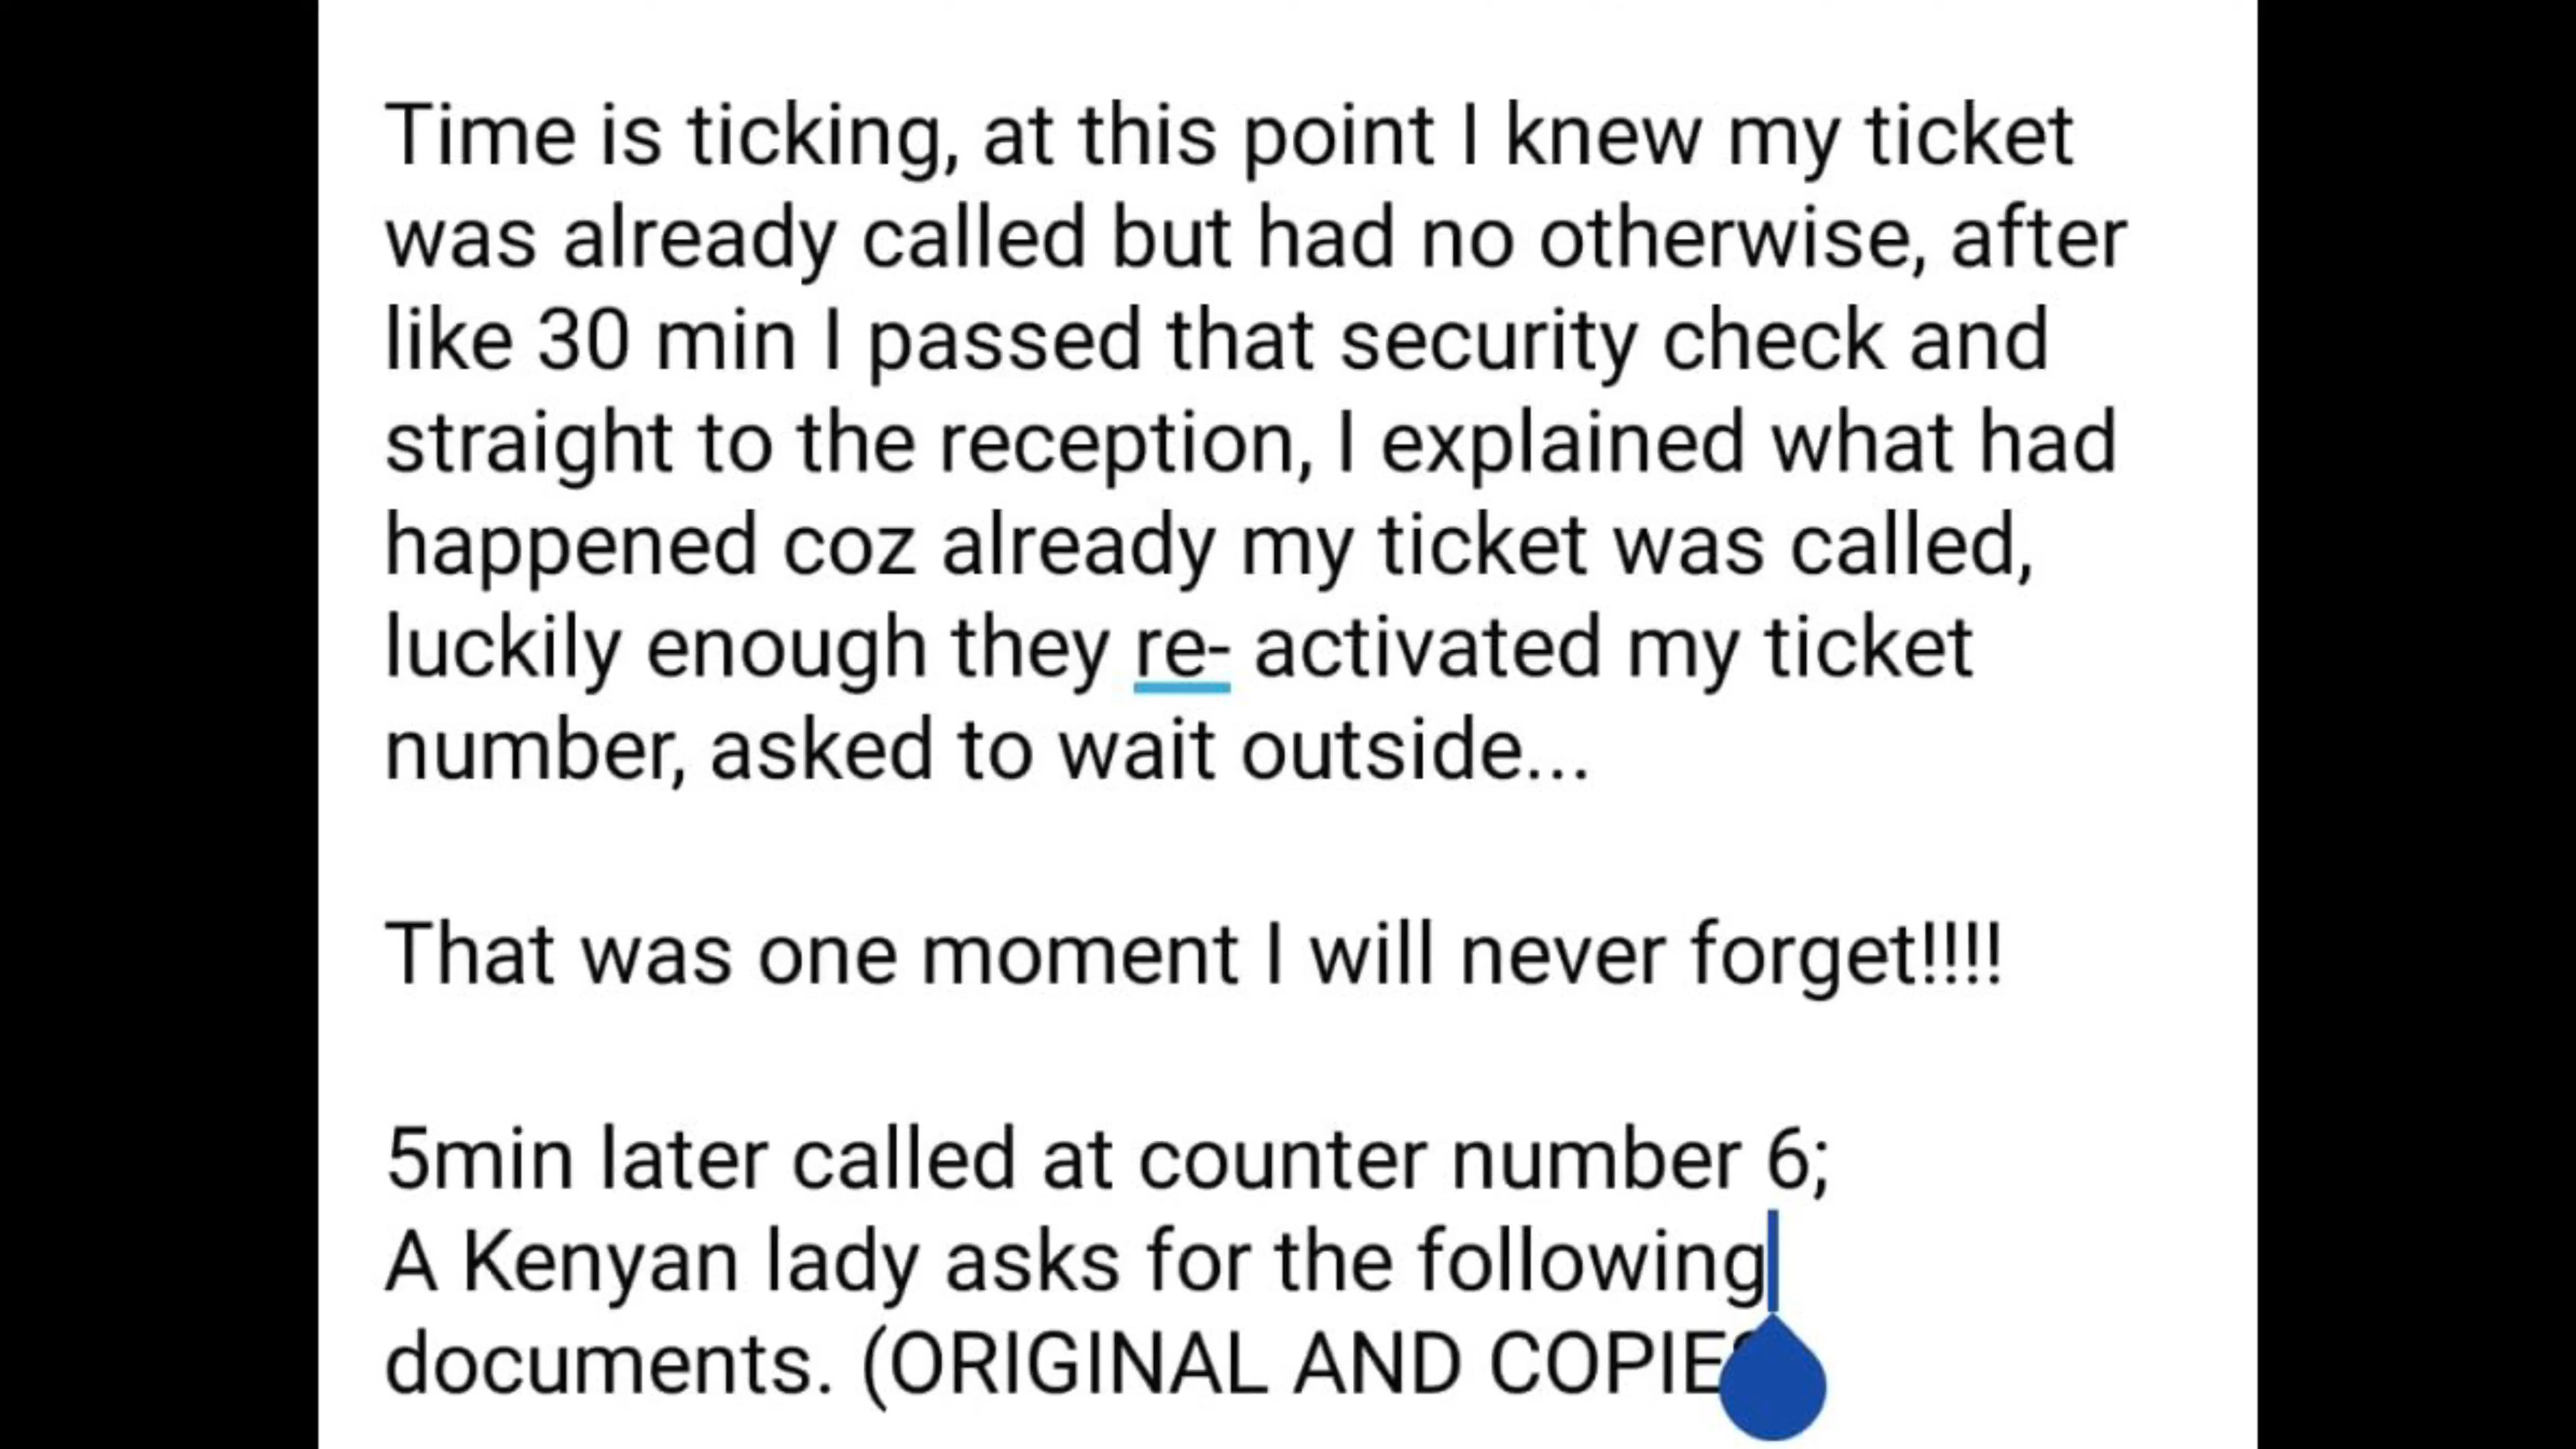 Time is ticking, at this point I knew my ticket
was already called but had no otherwise, after
like 30 min I passed that security check and
straight to the reception, I explained what had
happened coz already my ticket was called,
luckily enough they re- activated my ticket
number, asked to wait outside...
That was one moment I will never forget!!!!
5min later called at counter number 6;
A Kenyan lady asks for the following
documents. (ORIGINAL AND COPIES